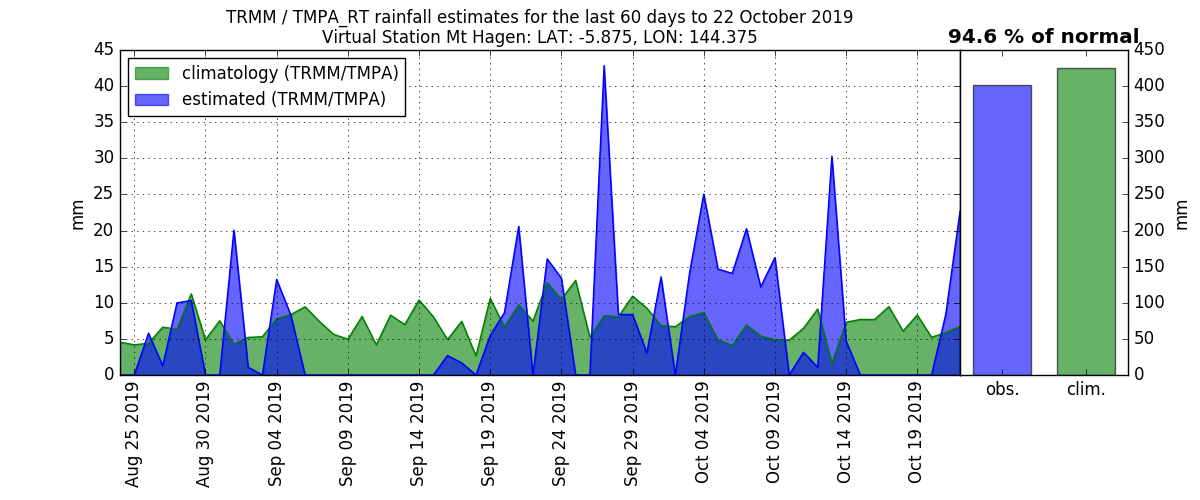 TRMM / TMPA_RT rainfall estimates for the last 60 days to 22 October 2019
Virtual Station Mt Hagen: LAT: -5.875, LON: 144.375
94.6 % of normal
climatology (TRMM/TMPA)
estimated (TRMM/TMPA)
mm
45
40
35
30
25
20
15
10
5
0
Aug 25 2019
Aug 30 2019
Sep 04 2019
Sep 09 2019
Sep 14 2019
Sep 19 2019
Sep 24 2019
Sep 29 2019
Oct 04 2019
Oct 09 2019
Oct 14 2019
Oct 19 2019
450
400
350
300
250
200
150
100
50
0
mm
obs.
clim.